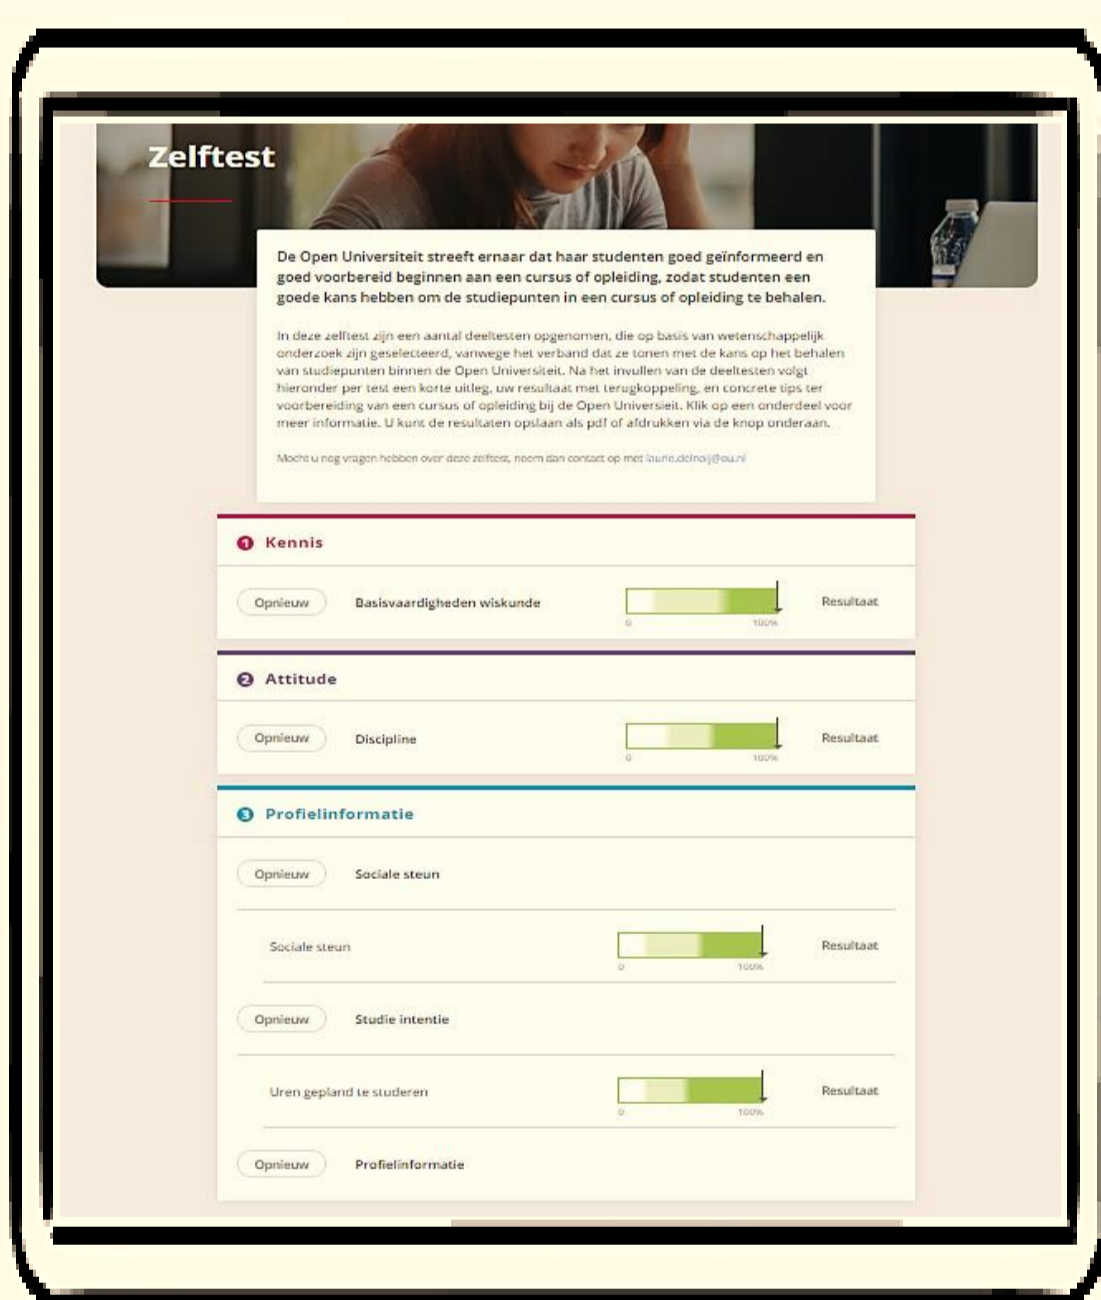 Zelftest
De Open Universiteit streeft ernaar dat haar studenten goed geïnformeerd en
goed voorbereid beginnen aan een cursus of opleiding, zodat studenten een
goede kans hebben om de studiepunten in een cursus of opleiding te behalen.
In deze zelftest zijn een aantal deeltesten opgenomen, die op basis van wetenschappelijk
onderzoek zijn geselecteerd, vanwege het verband dat ze tonen met de kans op het behalen
van studiepunten binnen de Open Universiteit. Na het invullen van de deeltesten volgt
hieronder per test een korte uitleg, uw resultaat met terugkoppeling, en concrete tips ter
voorbereiding van een cursus of opleiding bij de Open Universieit. Klik op een onderdeel voor
meer informatie. U kunt de resultaten opslaan als pdf of afdrukken via de knop onderaan.
Mocht u nog vragen hebben over deze zelftest, neem dan contact op met laurie.delnoij@ou.nl
1 Kennis
Opnieuw Basisvaardigheden wiskunde Resultaat
0 100%
2 Attitude
Opnieuw Discipline Resultaat
0 100%
3 Profielinformatie
Opnieuw Sociale steun
Sociale steun Resultaat
0 100%
Opnieuw Studie intentie
Uren gepland te studeren Resultaat
0 100%
Opnieuw Profielinformatie